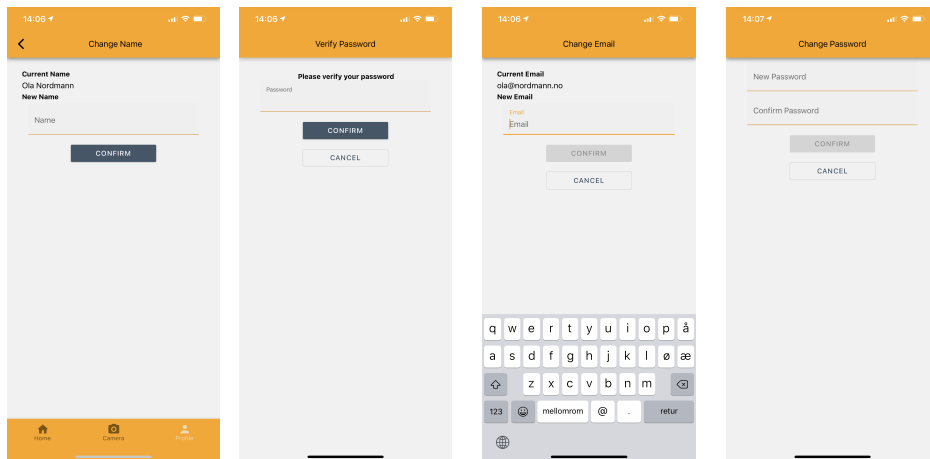 14:06
Change Name
Current Name
Ola Nordmann
New Name
Name
CONFIRM
Home
Camera
Profile
14:06
Verify Password
Please verify your password
Password
CONFIRM
CANCEL
14:06
Change Email
Current Email
ola@nordmann.no
New Email
Email
Email
CONFIRM
CANCEL
q w e r t y u i o p å
a s d f g h j k l ø æ
z x c v b n m
123 mellomrom @ . retur
14:07
Change Password
New Password
Confirm Password
CONFIRM
CANCEL